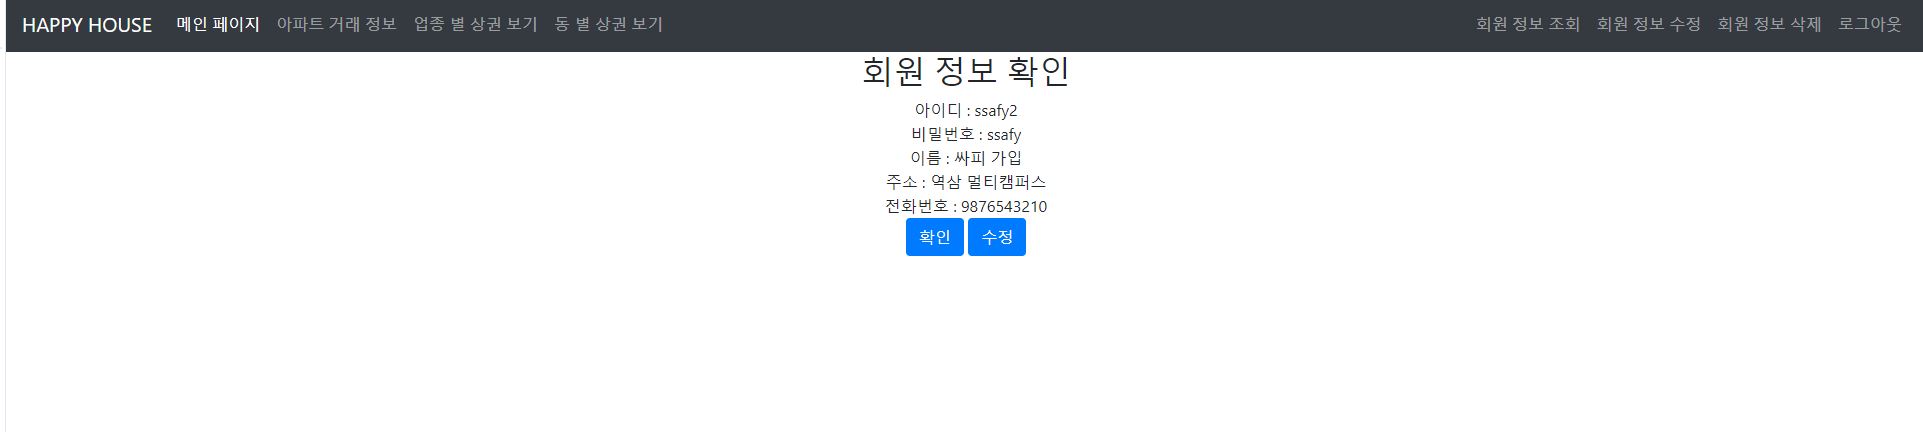 HAPPY HOUSE 메인 페이지 아파트 거래 정보 업종 별 상권 보기 동 별 상권 보기 회원 정보 조회 회원 정보 수정 회원 정보 삭제 로그아웃
회원 정보 확인
아이디 : ssafy2
비밀번호 : ssafy
이름 : 싸피 가입
주소 : 역삼 멀티캠퍼스
전화번호 : 9876543210
확인 수정